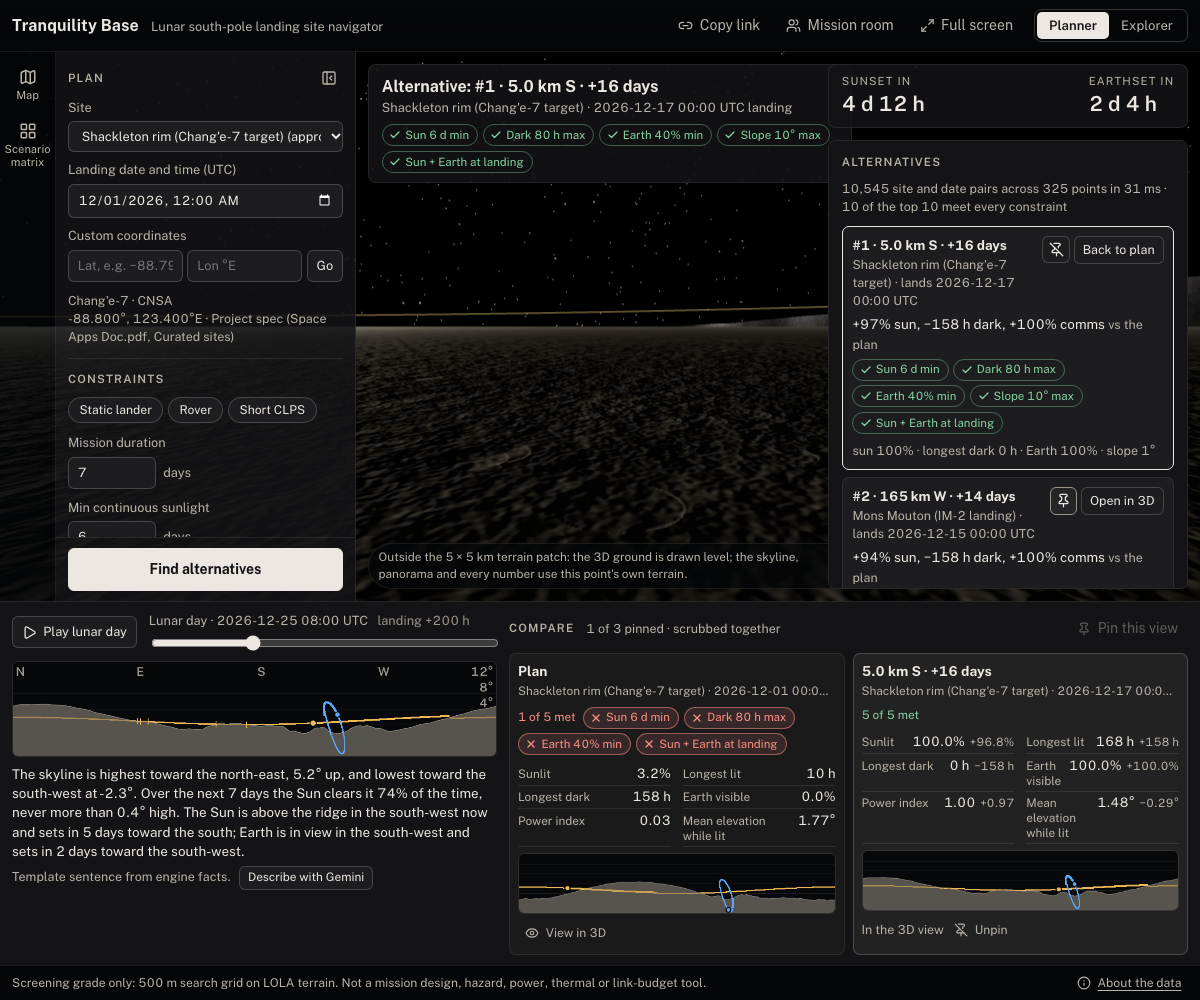 Tranquility Base Lunar south-pole landing site navigator
Copy link Mission room Full screen Planner Explorer
Map
Scenario
matrix
PLAN
Site
Shackleton rim (Chang'e-7 target) (appro
Landing date and time (UTC)
12/01/2026, 12:00 AM
Custom coordinates
Lat, e.g. −88.79 Lon °E Go
Chang'e-7 · CNSA
-88.800°, 123.400°E · Project spec (Space
Apps Doc.pdf, Curated sites)
CONSTRAINTS
Static lander Rover Short CLPS
Mission duration
7 days
Min continuous sunlight
6 days
Find alternatives
Alternative: #1 · 5.0 km S · +16 days
Shackleton rim (Chang'e-7 target) · 2026-12-17 00:00 UTC landing
Sun 6 d min Dark 80 h max Earth 40% min Slope 10° max
Sun + Earth at landing
Outside the 5 × 5 km terrain patch: the 3D ground is drawn level; the skyline,
panorama and every number use this point's own terrain.
SUNSET IN EARTHSET IN
4 d 12 h 2 d 4 h
ALTERNATIVES
10,545 site and date pairs across 325 points in 31 ms ·
10 of the top 10 meet every constraint
#1 · 5.0 km S · +16 days Back to plan
Shackleton rim (Chang'e-7
target) · lands 2026-12-17
00:00 UTC
+97% sun, −158 h dark, +100% comms vs the
plan
Sun 6 d min Dark 80 h max
Earth 40% min Slope 10° max
Sun + Earth at landing
sun 100% · longest dark 0 h · Earth 100% · slope 1°
#2 · 165 km W · +14 days Open in 3D
Mons Mouton (IM-2 landing) ·
lands 2026-12-15 00:00 UTC
+94% sun, −158 h dark, +100% comms vs the
plan
Play lunar day Lunar day · 2026-12-25 08:00 UTC landing +200 h
N E S W 12°
8°
4°
The skyline is highest toward the north-east, 5.2° up, and lowest toward the
south-west at -2.3°. Over the next 7 days the Sun clears it 74% of the time,
never more than 0.4° high. The Sun is above the ridge in the south-west now
and sets in 5 days toward the south; Earth is in view in the south-west and
sets in 2 days toward the south-west.
Template sentence from engine facts. Describe with Gemini
COMPARE 1 of 3 pinned · scrubbed together Pin this view
Plan
Shackleton rim (Chang'e-7 target) · 2026-12-01 00:0...
1 of 5 met Sun 6 d min Dark 80 h max
Earth 40% min Sun + Earth at landing
Sunlit 3.2% Longest lit 10 h
Longest dark 158 h Earth visible 0.0%
Power index 0.03 Mean elevation 1.77°
while lit
View in 3D
5.0 km S · +16 days
Shackleton rim (Chang'e-7 target) · 2026-12-17 00:0...
5 of 5 met
Sunlit 100.0% +96.8% Longest lit 168 h +158 h
Longest dark 0 h −158 h Earth 100.0% +100.0%
visible
Power index 1.00 +0.97 Mean 1.48° −0.29°
elevation
while lit
In the 3D view Unpin
Screening grade only: 500 m search grid on LOLA terrain. Not a mission design, hazard, power, thermal or link-budget tool. About the data